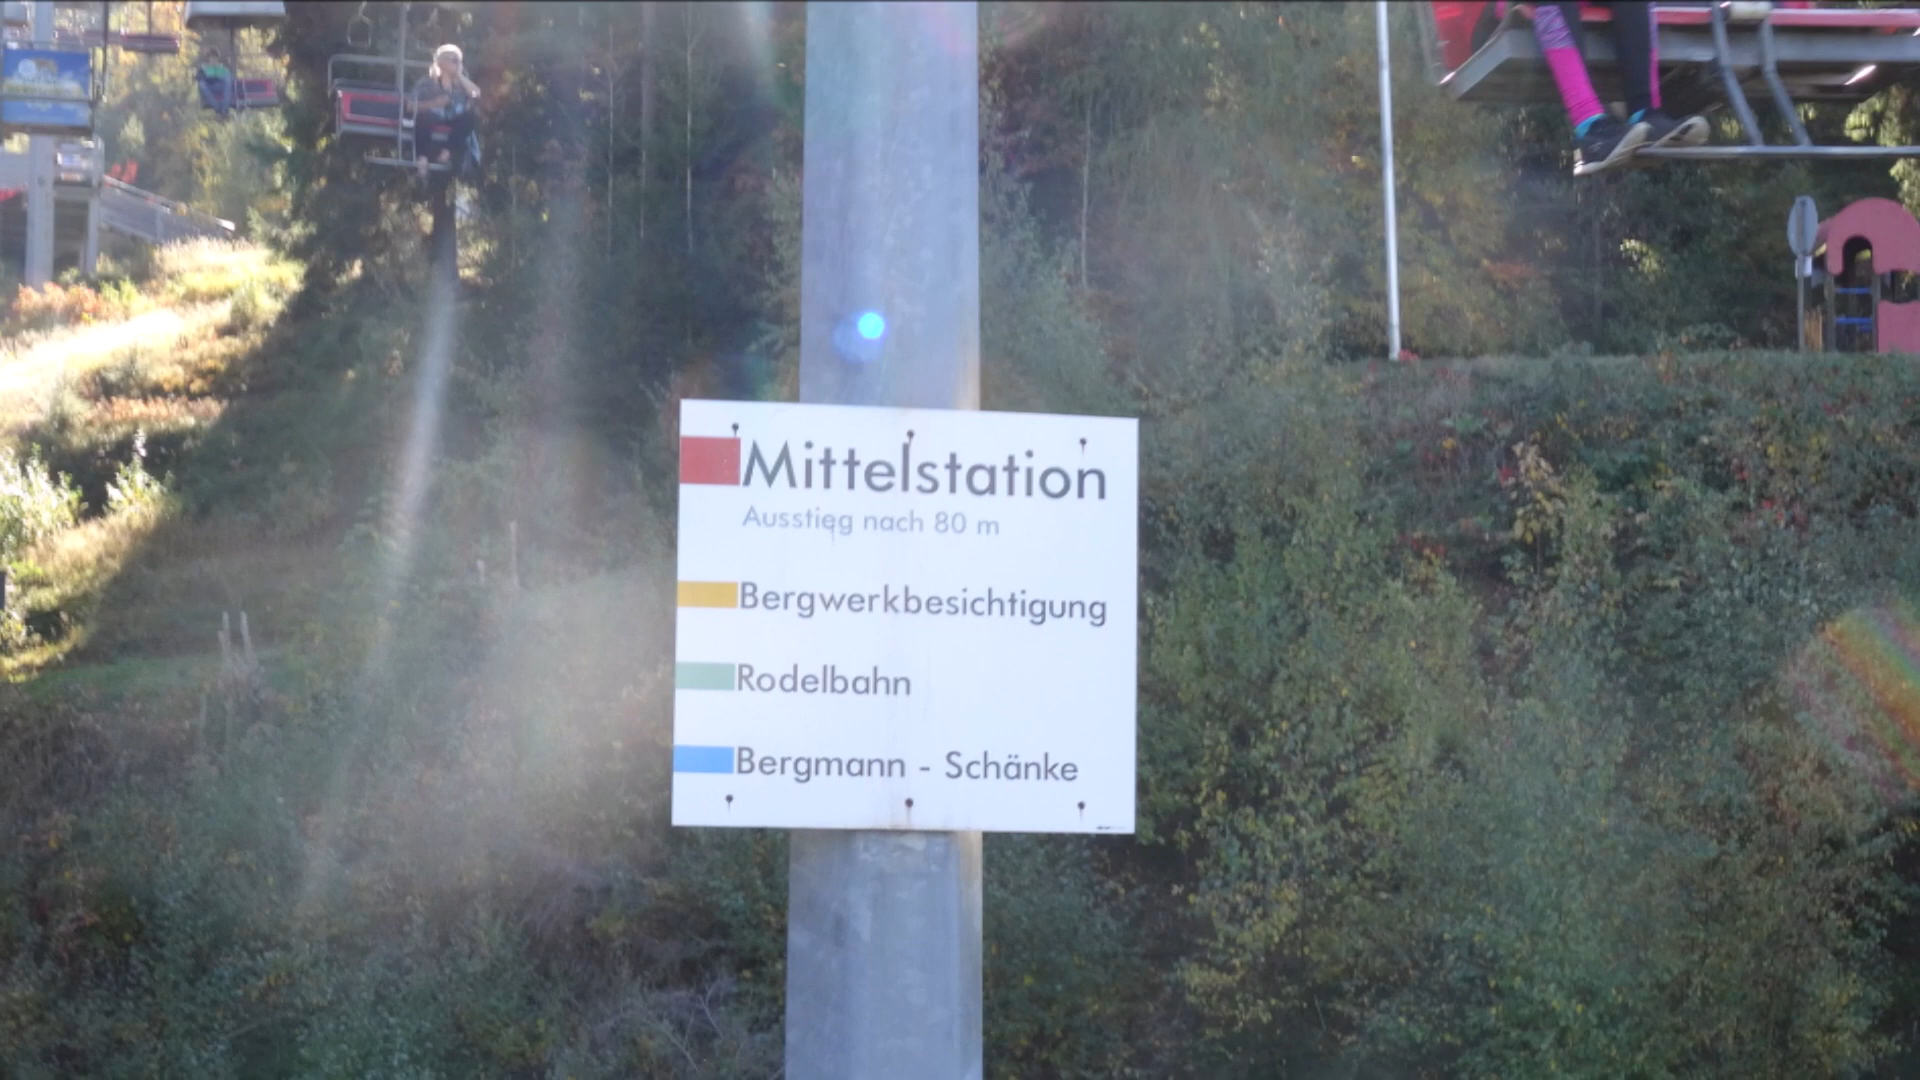 Mittelstation
Ausstieg nach 80 m
Bergwerkbesichtigung
Rodelbahn
Bergmann - Schänke